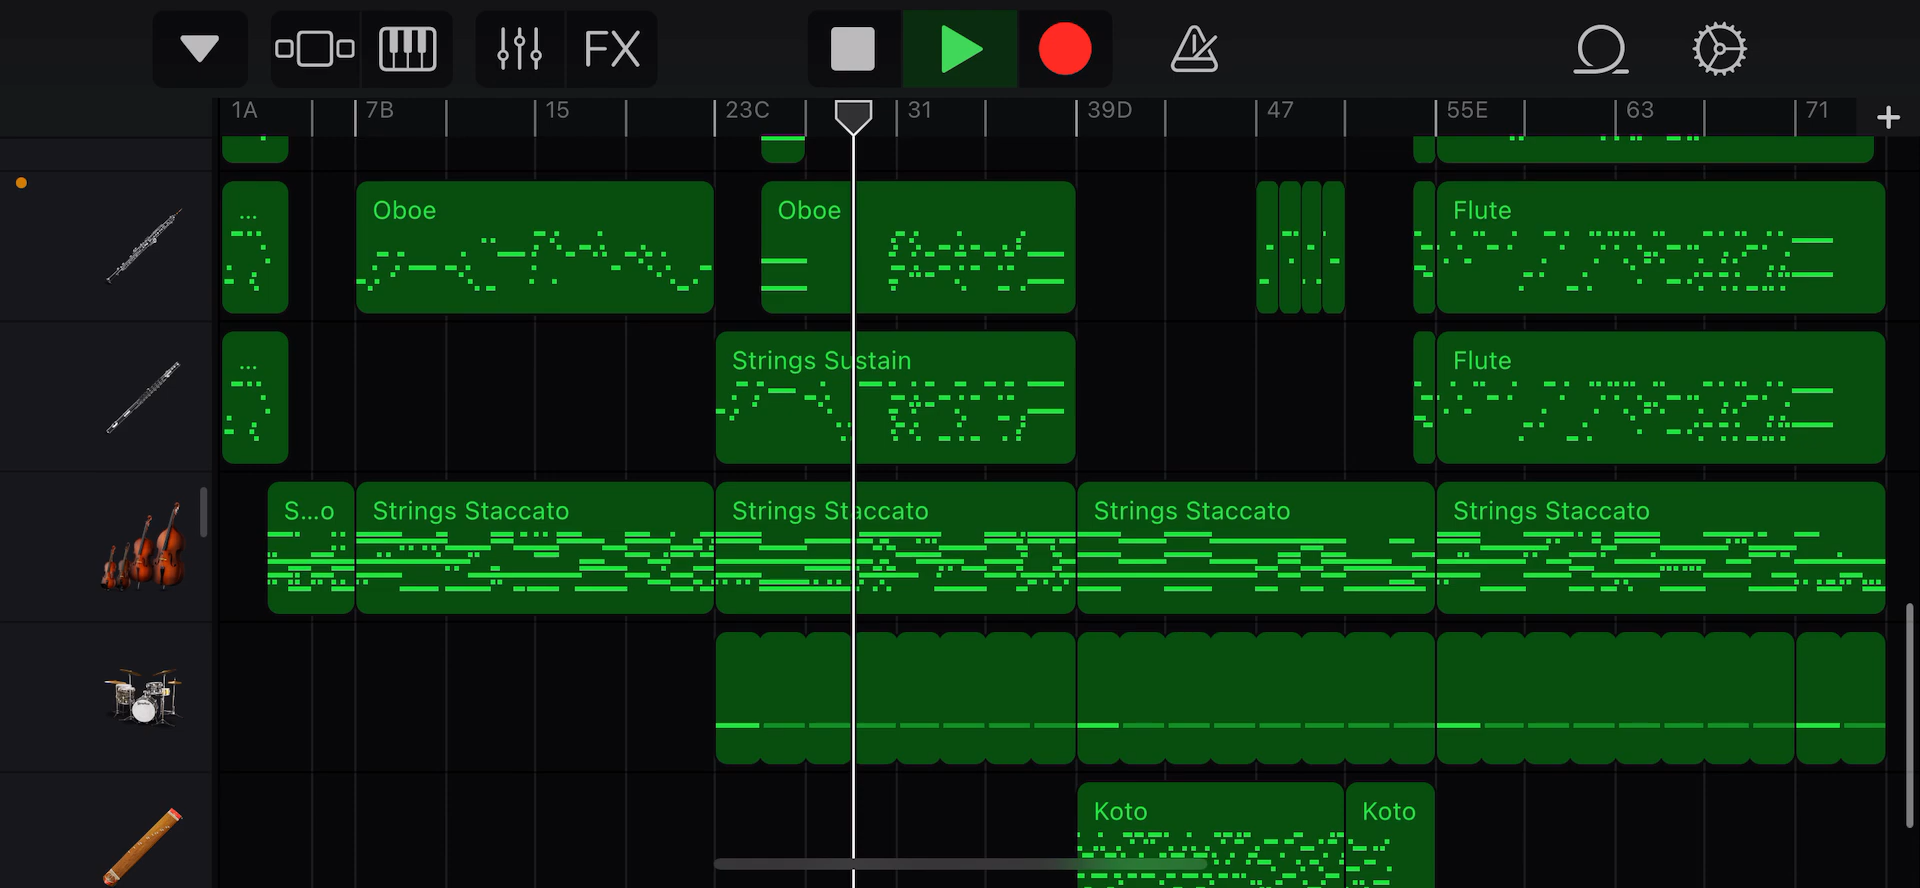 FX
1A 7B 15 23C 31 39D 47 55E 63 71 +
... Oboe Oboe Flute
... Strings Sustain Flute
S...o Strings Staccato Strings Staccato Strings Staccato Strings Staccato
Koto Koto